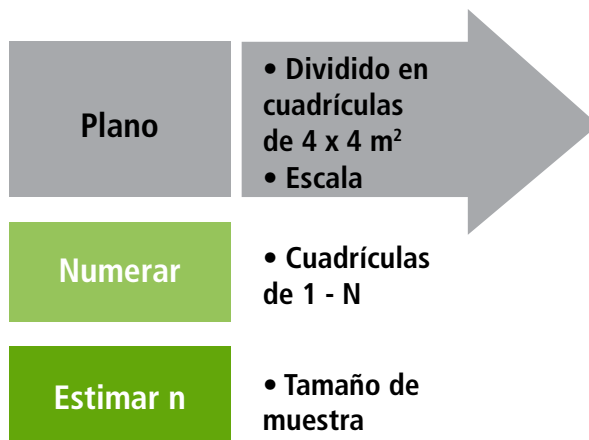 Plano
• Dividido en
cuadrículas
de 4 x 4 m²
• Escala
Numerar
• Cuadrículas
de 1 - N
Estimar n
• Tamaño de
muestra